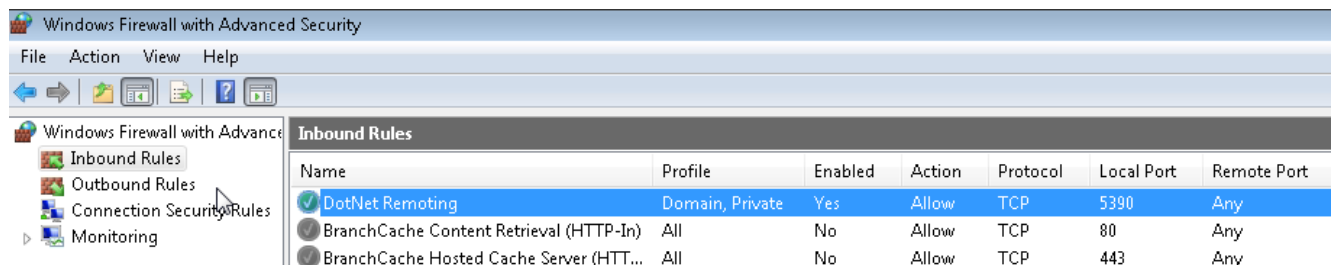 Windows Firewall with Advanced Security
File Action View Help
Windows Firewall with Advance
Inbound Rules
Outbound Rules
Connection Security Rules
Monitoring
Inbound Rules
Name Profile Enabled Action Protocol Local Port Remote Port
DotNet Remoting Domain, Private Yes Allow TCP 5390 Any
BranchCache Content Retrieval (HTTP-In) All No Allow TCP 80 Any
BranchCache Hosted Cache Server (HTT... All No Allow TCP 443 Any